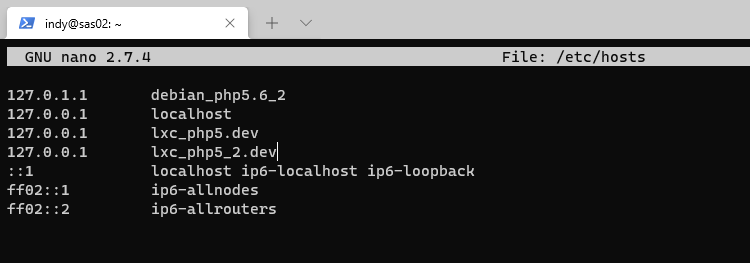 indy@sas02: ~
GNU nano 2.7.4 File: /etc/hosts
127.0.1.1 debian_php5.6_2
127.0.0.1 localhost
127.0.0.1 lxc_php5.dev
127.0.0.1 lxc_php5_2.dev
::1 localhost ip6-localhost ip6-loopback
ff02::1 ip6-allnodes
ff02::2 ip6-allrouters